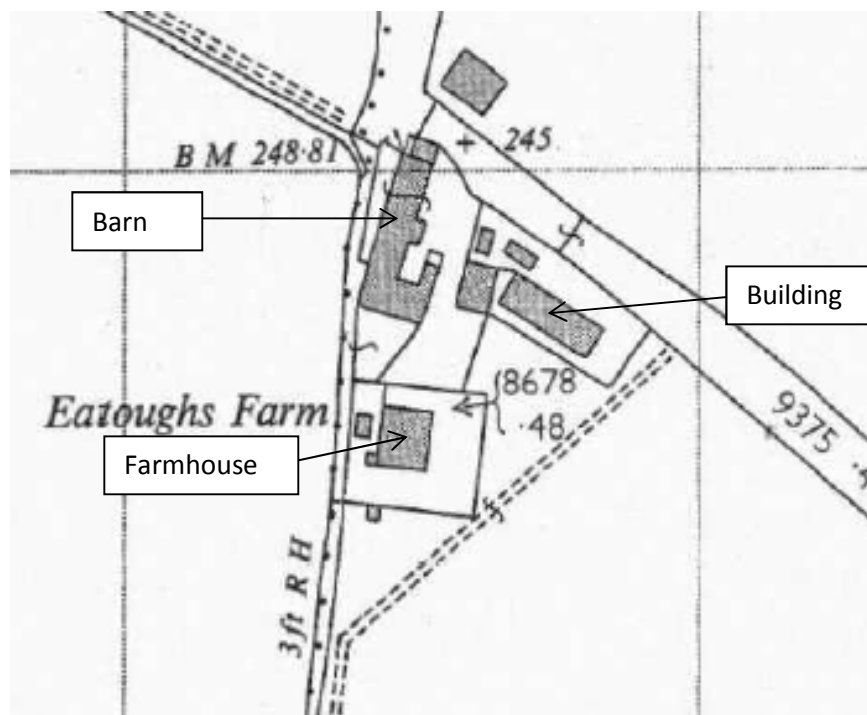 B M 248·81
245
Barn
Building
8678
·48
Eatoughs Farm
Farmhouse
9375
3ft R H